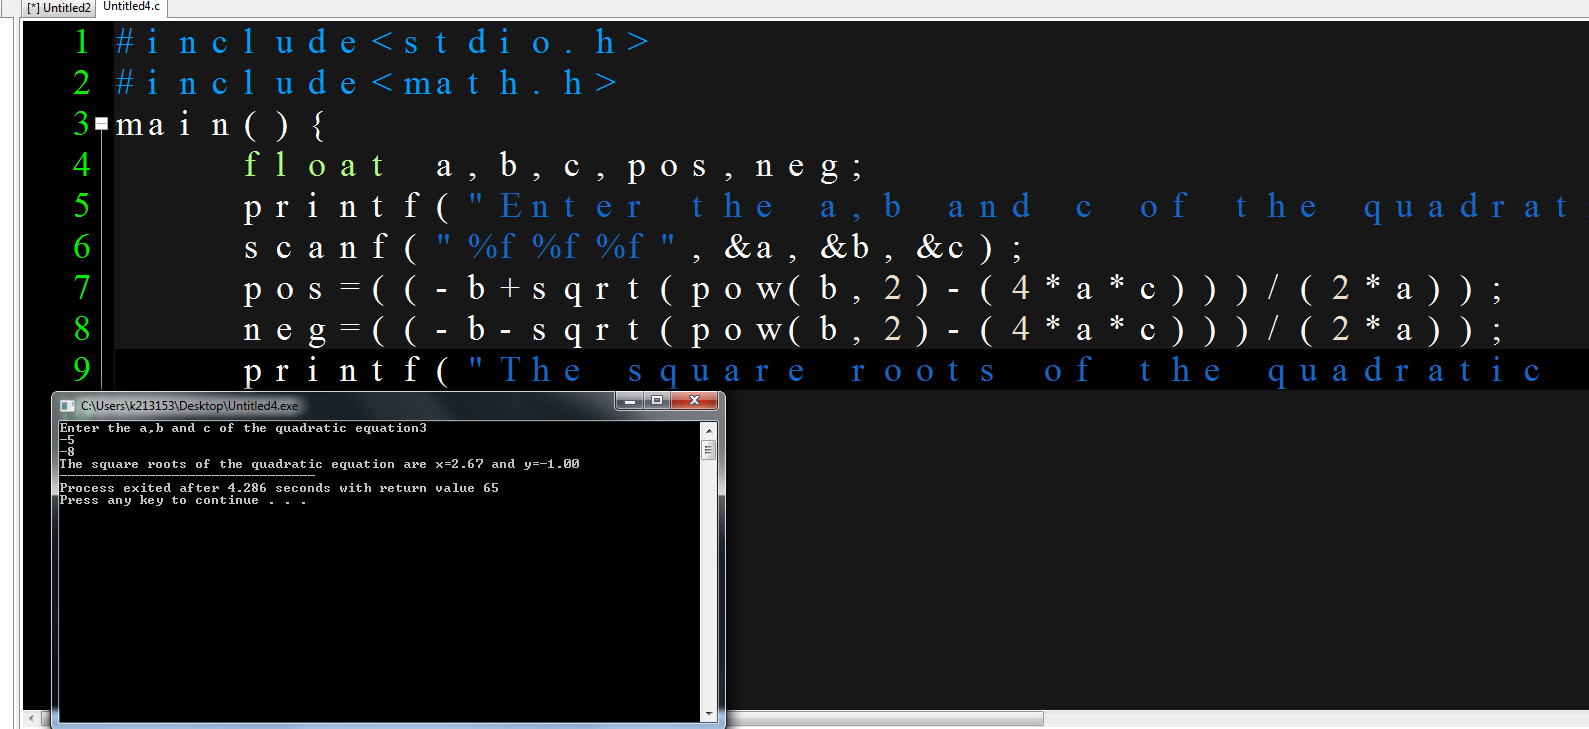 [*] Untitled2 Untitled4.c
1 #include<stdio.h>
2 #include<math.h>
3 main() {
4 float a,b,c,pos,neg;
5 printf("Enter the a,b and c of the quadrat
6 scanf("%f %f %f", &a, &b, &c);
7 pos=((-b+sqrt(pow(b,2)-(4*a*c)))/(2*a));
8 neg=((-b-sqrt(pow(b,2)-(4*a*c)))/(2*a));
9 printf("The square roots of the quadratic
C:\Users\k213153\Desktop\Untitled4.exe
Enter the a,b and c of the quadratic equation3
-5
-8
The square roots of the quadratic equation are x=2.67 and y=-1.00
--------------------------------
Process exited after 4.286 seconds with return value 65
Press any key to continue . . .